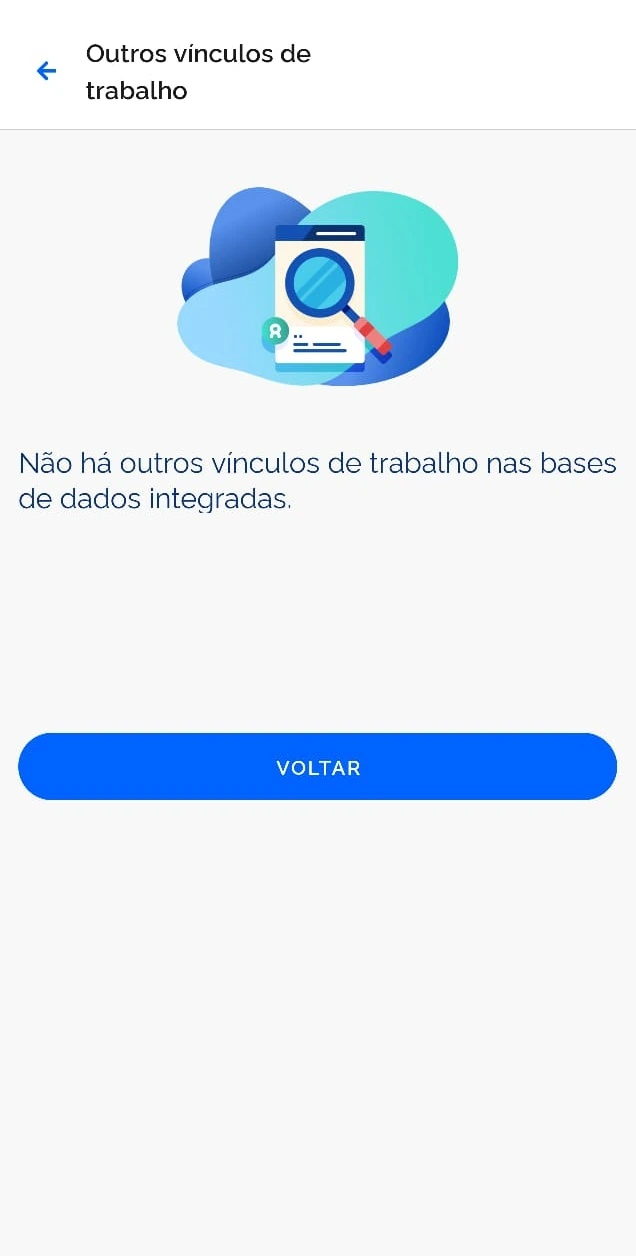 Outros vínculos de
trabalho
Não há outros vínculos de trabalho nas bases
de dados integradas.
VOLTAR